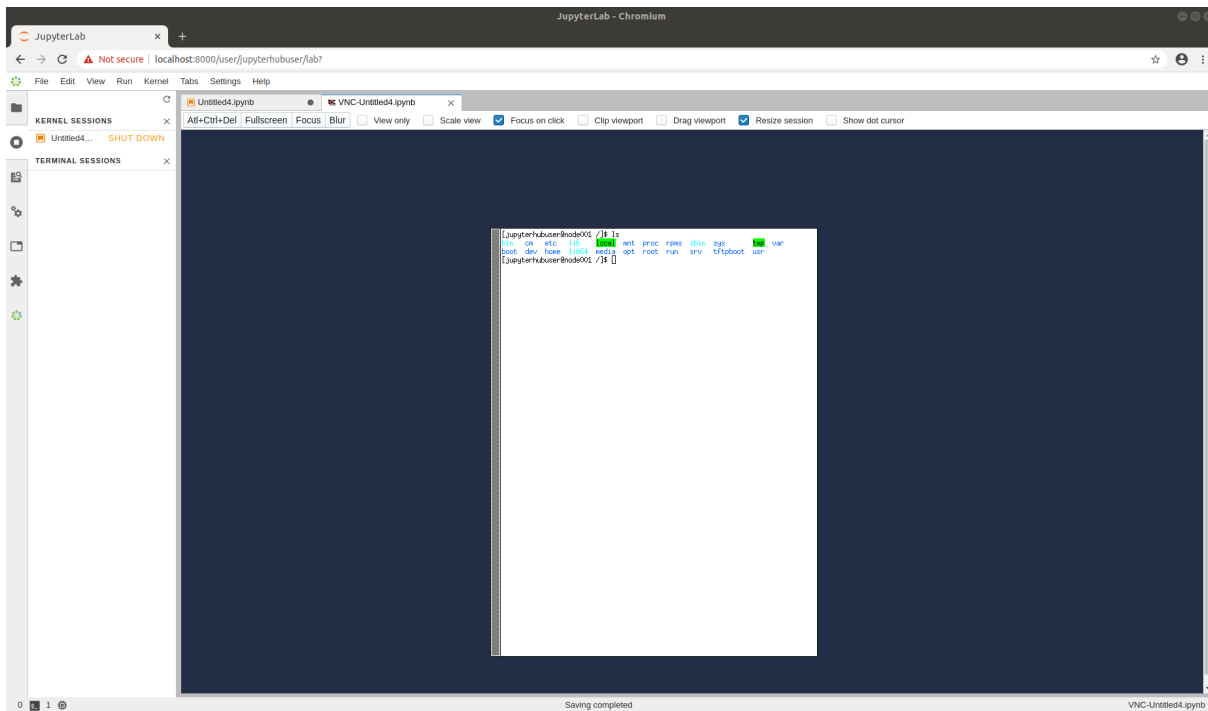 JupyterLab - Chromium
JupyterLab
Not secure | localhost:8000/user/jupyterhubuser/lab?
File Edit View Run Kernel Tabs Settings Help
Untitled4.ipynb VNC-Untitled4.ipynb
Atl+Ctrl+Del Fullscreen Focus Blur View only Scale view Focus on click Clip viewport Drag viewport Resize session Show dot cursor
KERNEL SESSIONS
Untitled4... SHUT DOWN
TERMINAL SESSIONS
[jupyterhubuser@node001 /]$ ls
bin cm etc lib local mnt proc rpms sbin sys tmp var
boot dev home lib64 media opt root run srv tftpboot usr
[jupyterhubuser@node001 /]$
0 1 Saving completed VNC-Untitled4.ipynb